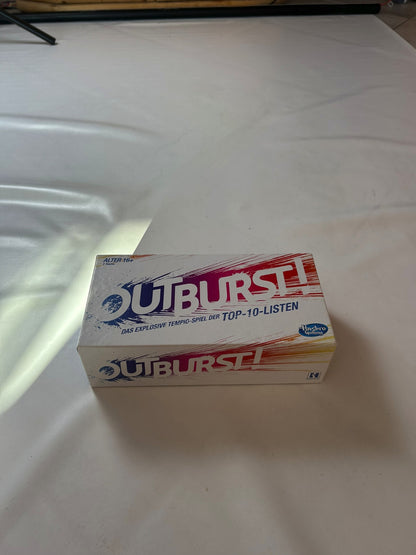 ALTER 16+
OUTBURST!
DAS EXPLOSIVE TEMPO-SPIEL DER TOP-10-LISTEN
Hasbro
Gaming
OUTBURST!